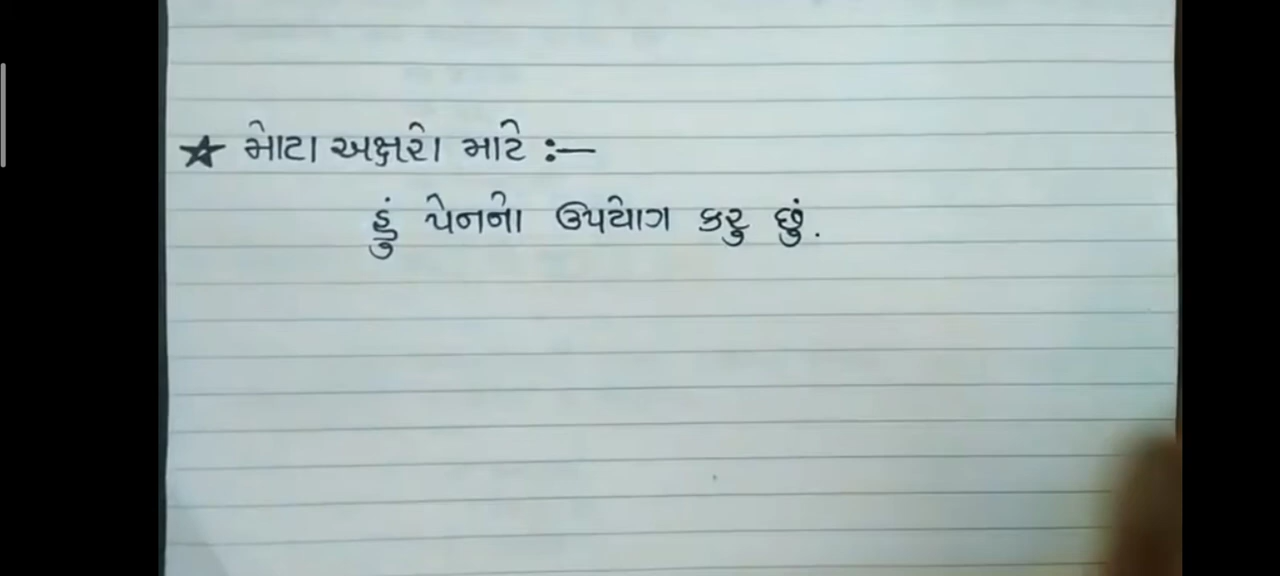 ★ મોટા અક્ષરો માટે :—
હું પેનનો ઉપયોગ કરુ છું.